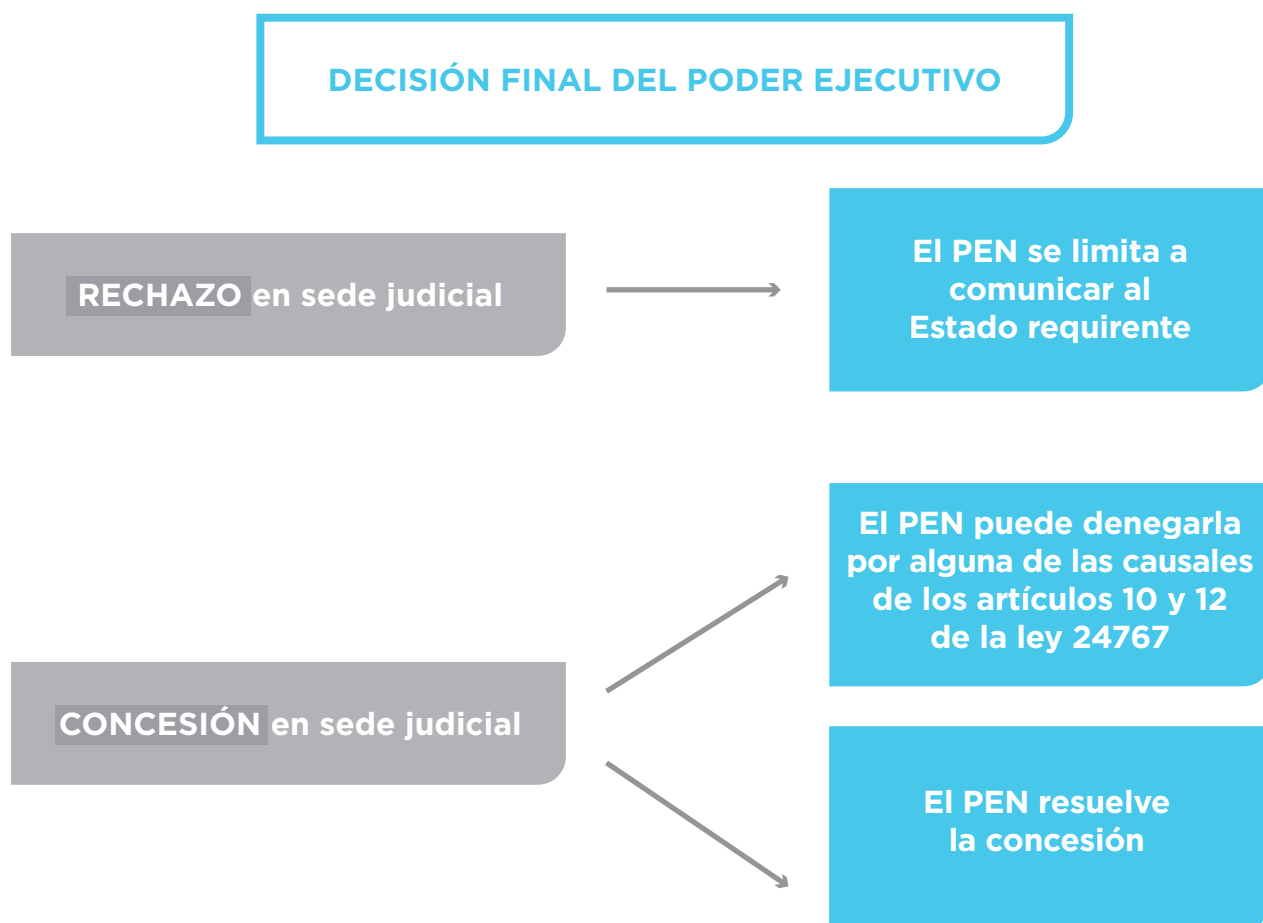 DECISIÓN FINAL DEL PODER EJECUTIVO
RECHAZO en sede judicial
El PEN se limita a
comunicar al
Estado requirente
CONCESIÓN en sede judicial
El PEN puede denegarla
por alguna de las causales
de los artículos 10 y 12
de la ley 24767
El PEN resuelve
la concesión